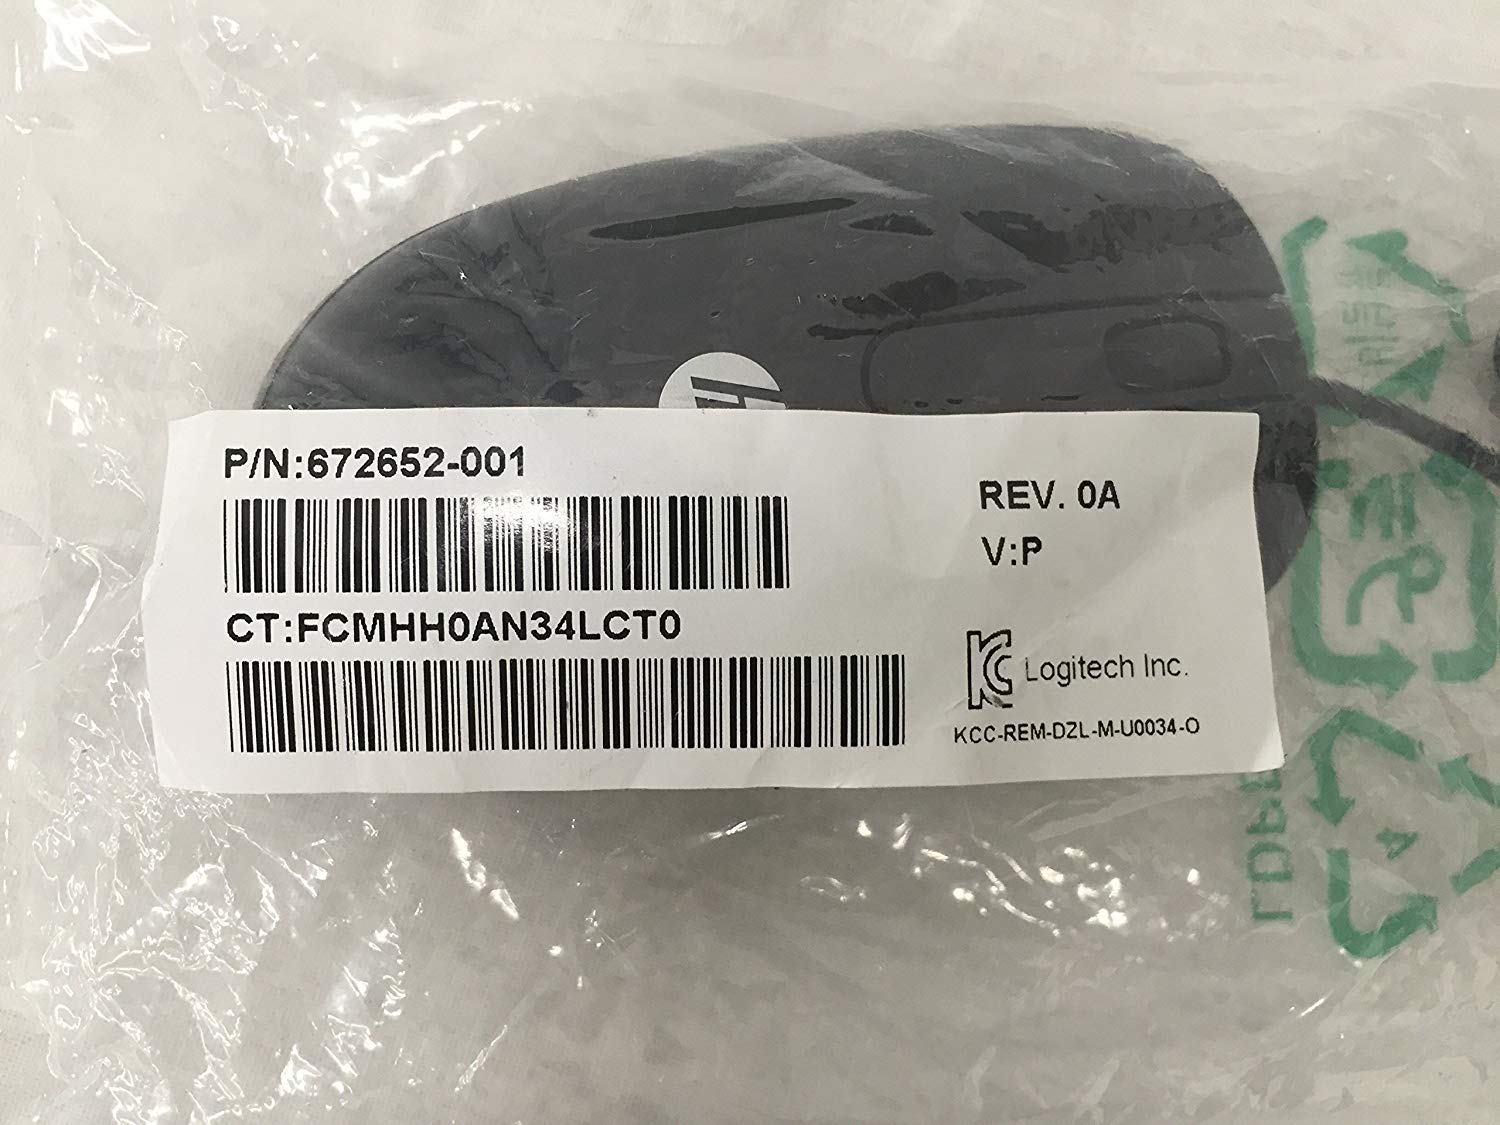 P/N:672652-001
CT:FCMHH0AN34LCT0
REV. 0A
V:P
Logitech Inc.
KCC-REM-DZL-M-U0034-O